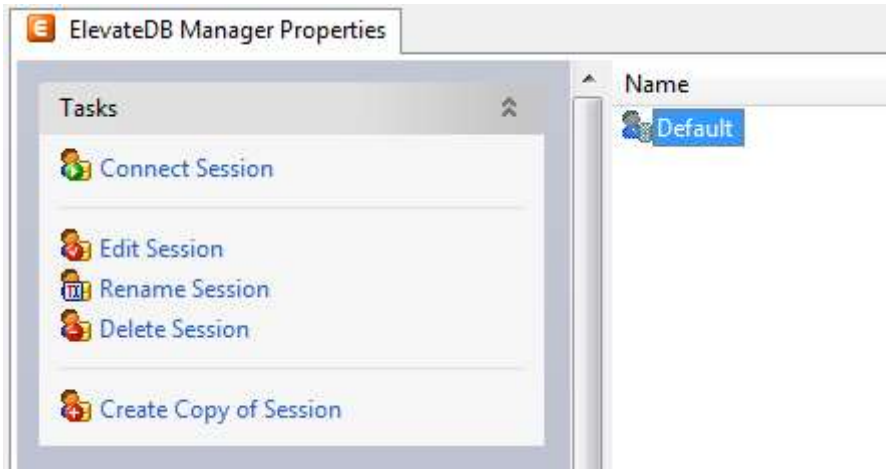 ElevateDB Manager Properties
Tasks
Connect Session
Edit Session
Rename Session
Delete Session
Create Copy of Session
Name
Default